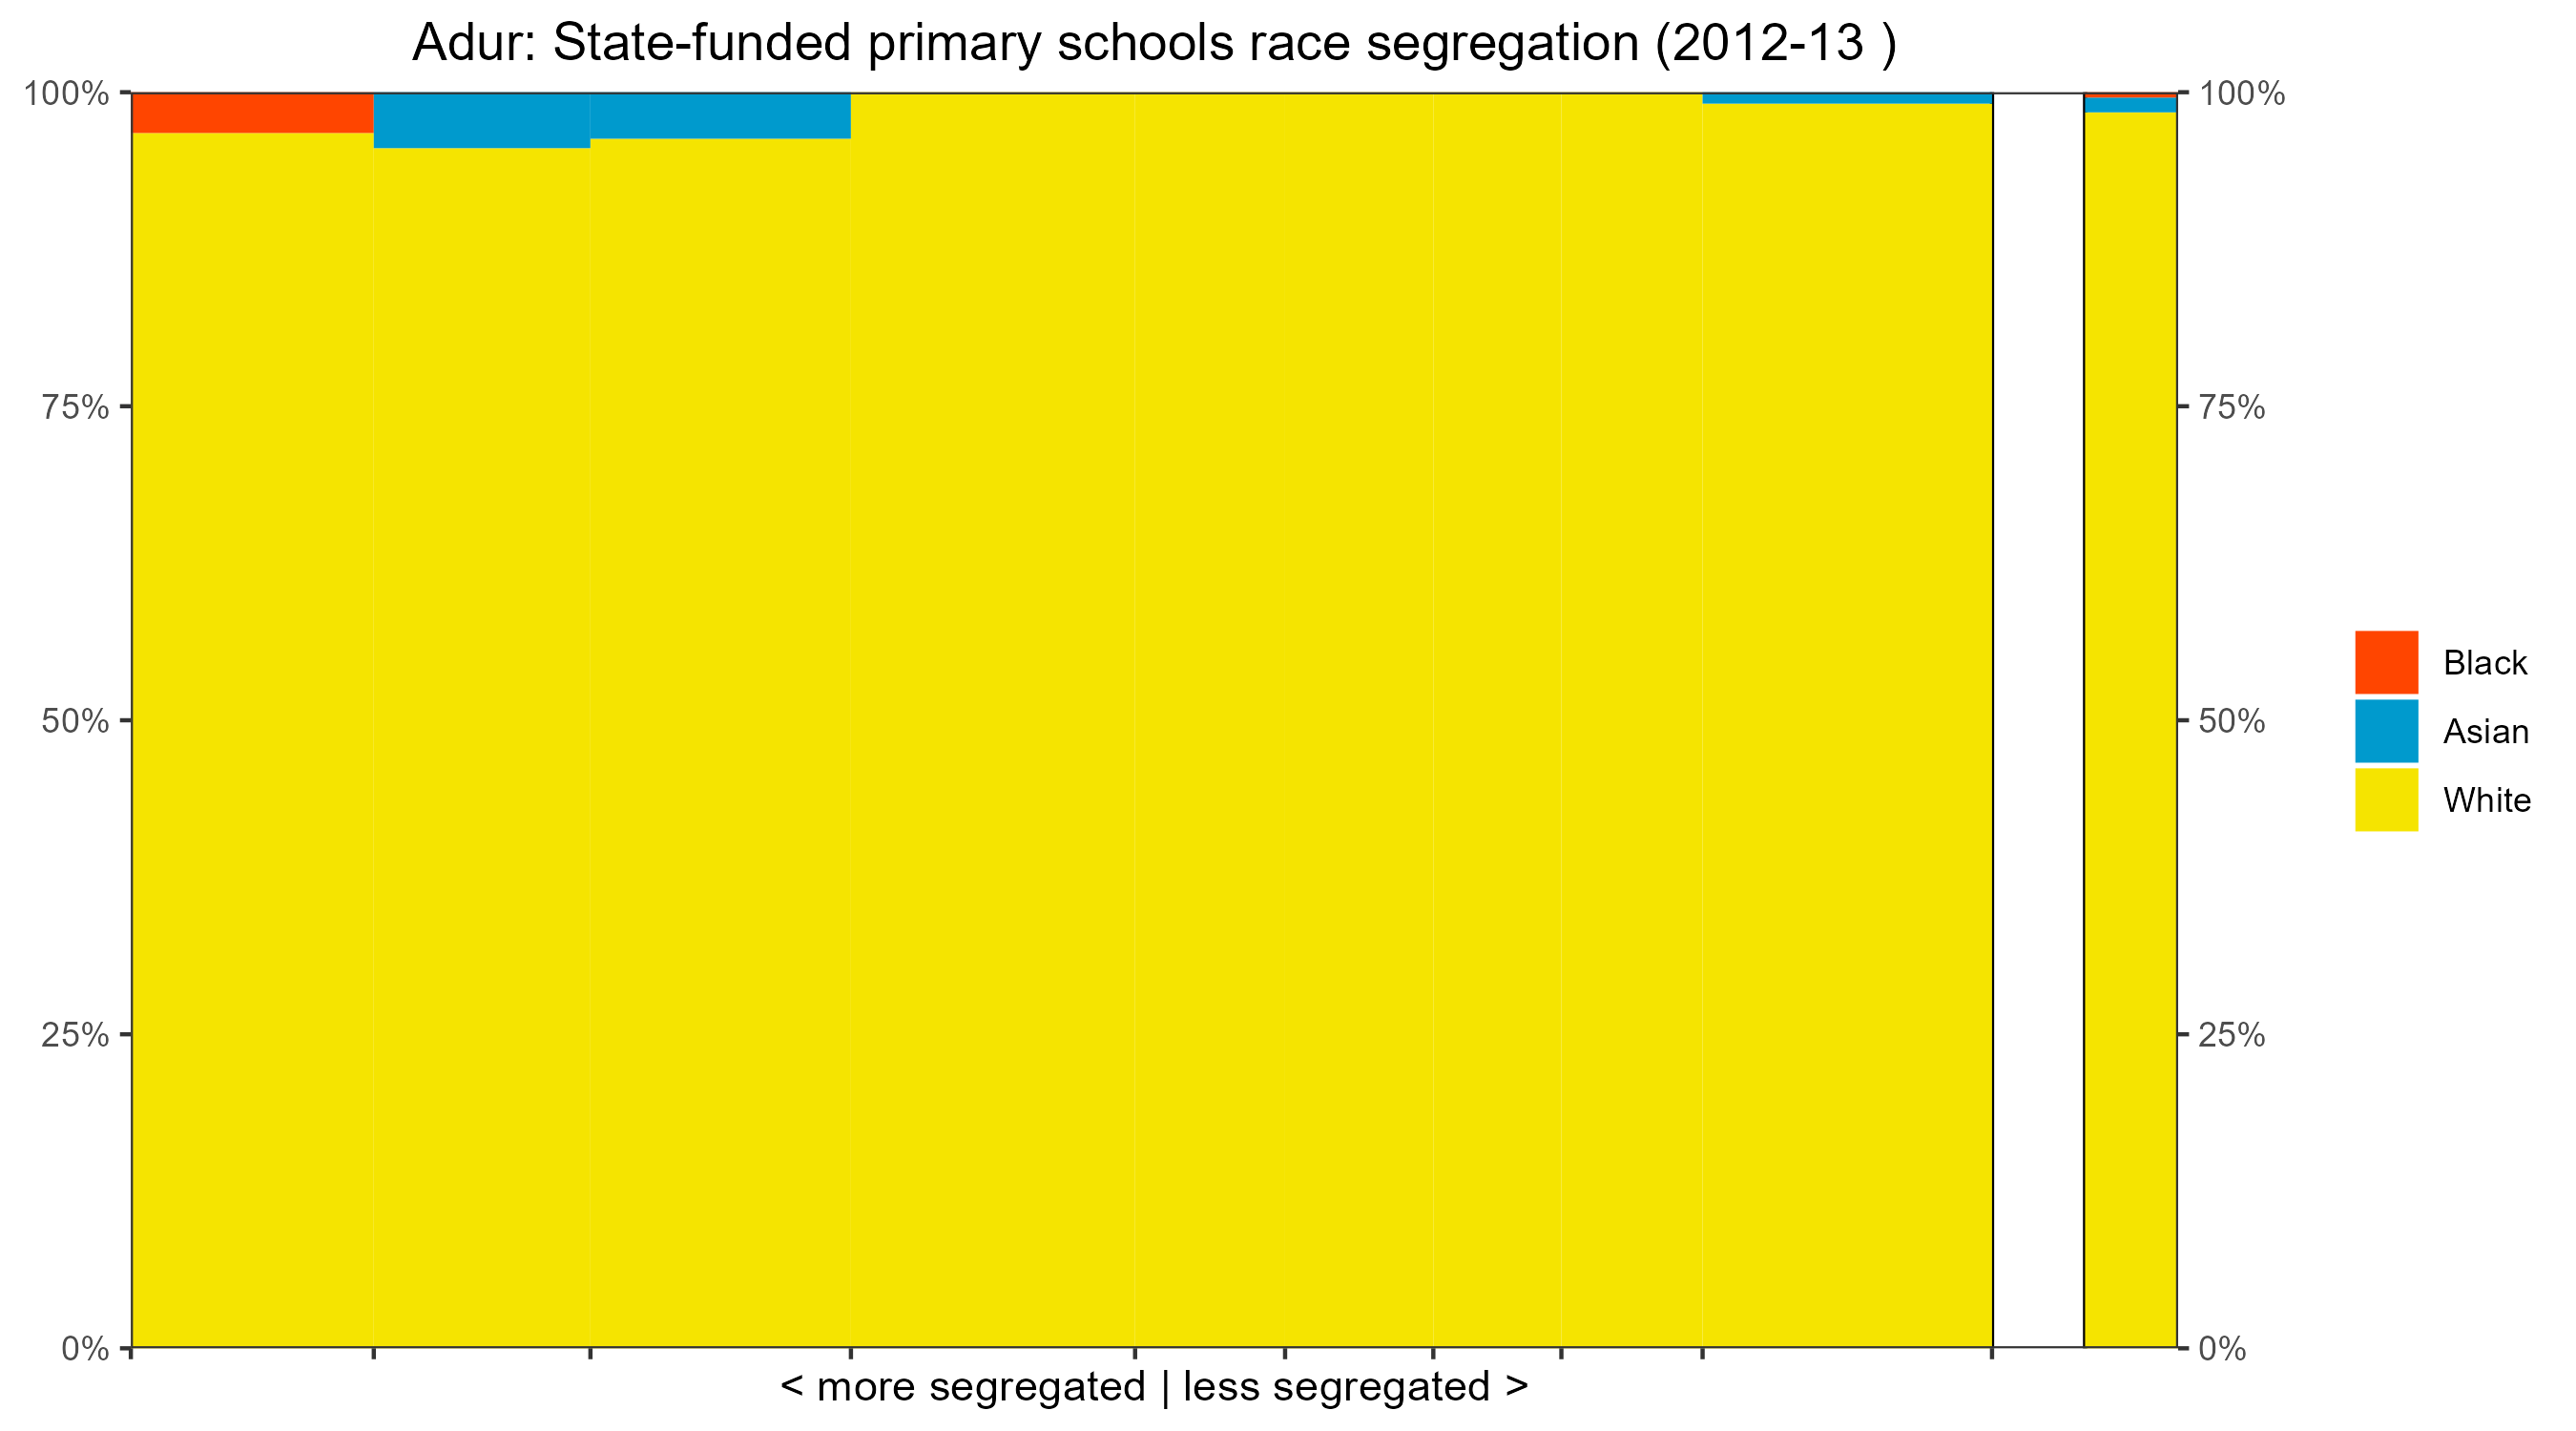 Adur: State-funded primary schools race segregation (2012-13 )
100%
75%
50%
25%
0%
100%
75%
50%
25%
0%
Black
Asian
White
< more segregated | less segregated >